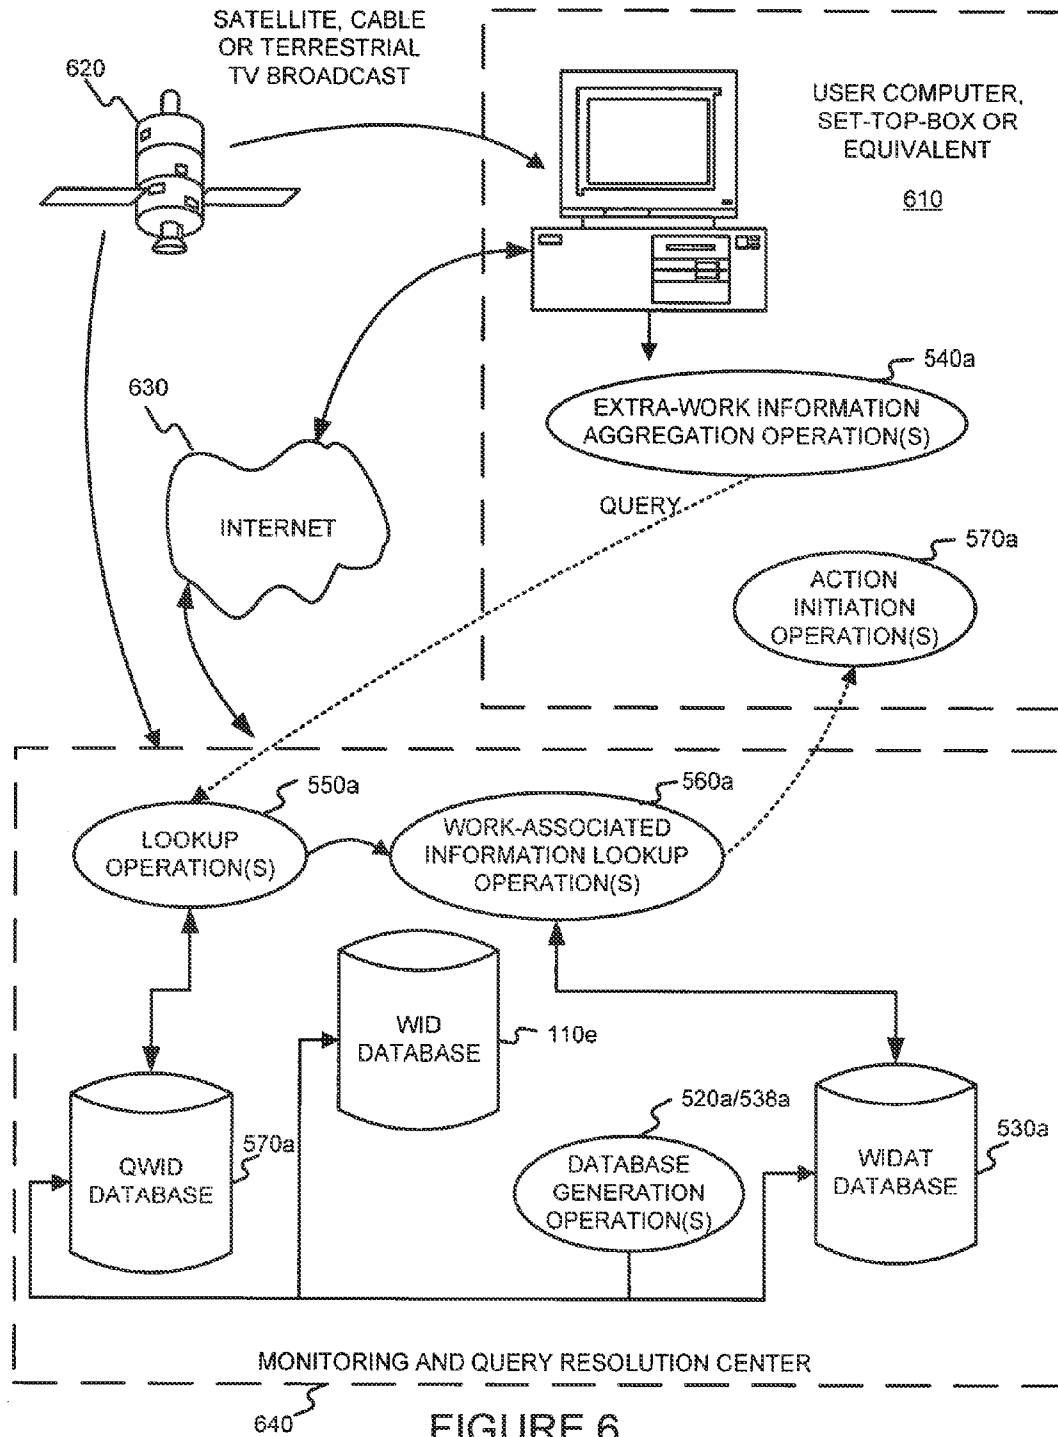 SATELLITE, CABLE
OR TERRESTRIAL
TV BROADCAST
620
USER COMPUTER,
SET-TOP-BOX OR
EQUIVALENT
610
540a
EXTRA-WORK INFORMATION
AGGREGATION OPERATION(S)
630
INTERNET
QUERY
570a
ACTION
INITIATION
OPERATION(S)
550a
LOOKUP
OPERATION(S)
560a
WORK-ASSOCIATED
INFORMATION LOOKUP
OPERATION(S)
WID
DATABASE
110e
520a/538a
DATABASE
GENERATION
OPERATION(S)
570a
QWID
DATABASE
530a
WIDAT
DATABASE
MONITORING AND QUERY RESOLUTION CENTER
640
FIGURE 6